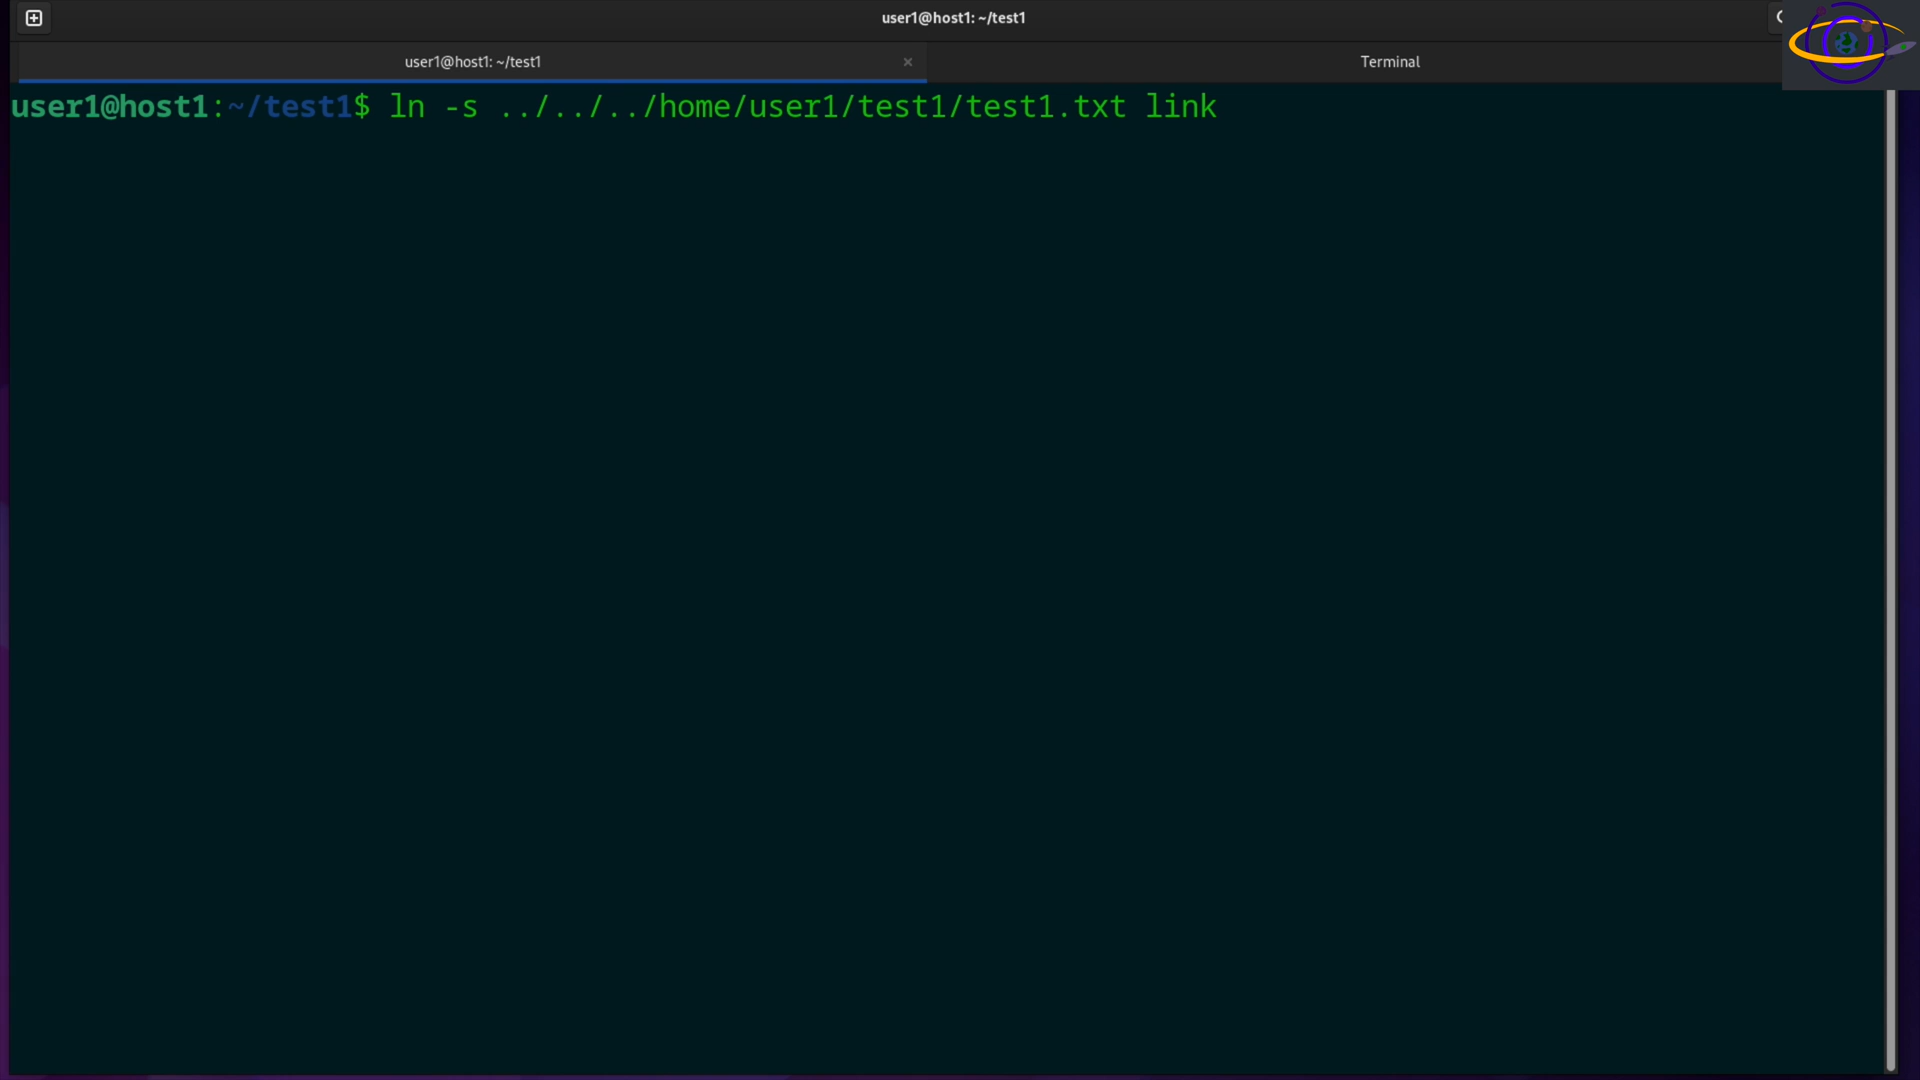 user1@host1: ~/test1
user1@host1: ~/test1
Terminal
user1@host1:~/test1$ ln -s ../../../home/user1/test1/test1.txt link